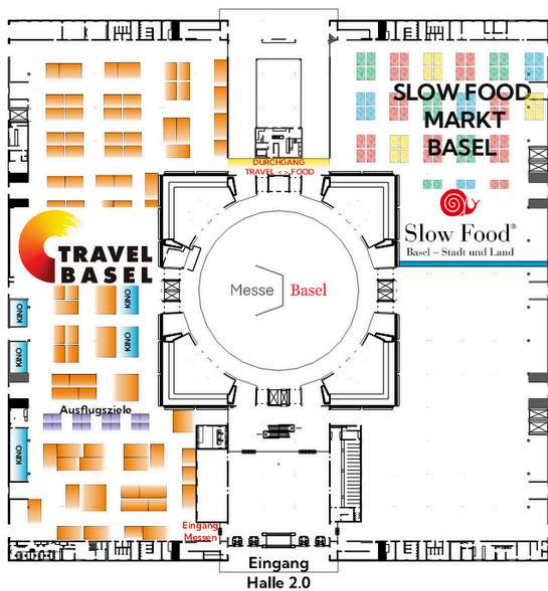 SLOW FOOD
MARKT
BASEL
DURCHGANG
TRAVEL <-> FOOD
Slow Food®
Basel – Stadt und Land
TRAVEL
BASEL
Messe Basel
KINO
KINO
KINO
KINO
Ausflugsziele
KINO
Eingang
Messen
Eingang
Halle 2.0